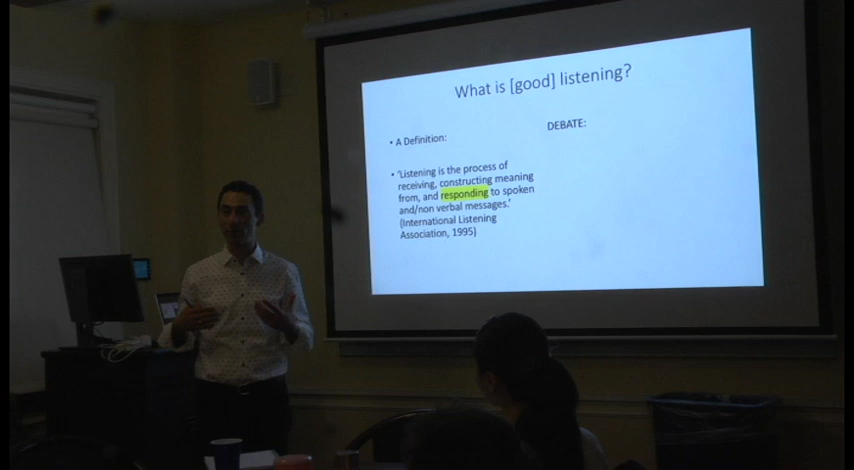 What is [good] listening?
• A Definition:
• 'Listening is the process of
receiving, constructing meaning
from, and responding to spoken
and/non verbal messages.'
(International Listening
Association, 1995)
DEBATE: